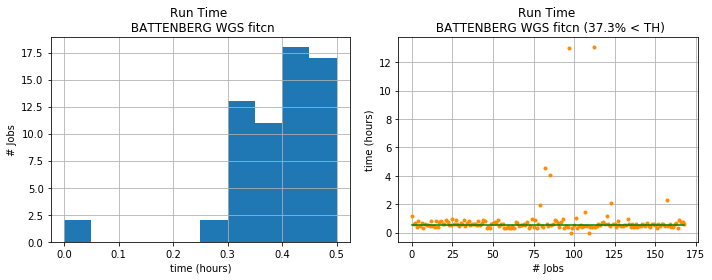 Run Time
BATTENBERG WGS fitcn
17.5
15.0
12.5
10.0
7.5
5.0
2.5
0.0
# Jobs
0.0 0.1 0.2 0.3 0.4 0.5
time (hours)
Run Time
BATTENBERG WGS fitcn (37.3% < TH)
12
10
8
6
4
2
0
time (hours)
0 25 50 75 100 125 150 175
# Jobs